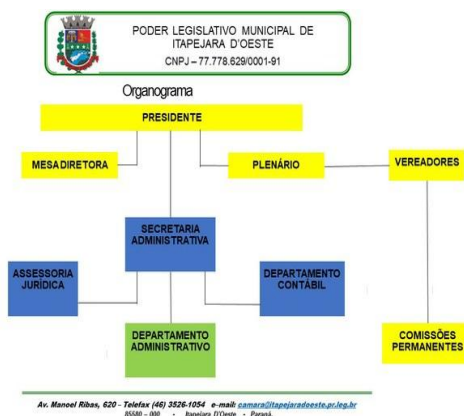 PODER LEGISLATIVO MUNICIPAL DE
ITAPEJARA D'OESTE
CNPJ – 77.778.629/0001-91
Organograma
PRESIDENTE
MESADIRETORA
PLENÁRIO
VEREADORES
SECRETARIA
ADMINISTRATIVA
ASSESSORIA
JURÍDICA
DEPARTAMENTO
CONTÁBIL
DEPARTAMENTO
ADMINISTRATIVO
COMISSÕES
PERMANENTES
Av. Manoel Ribas, 620 – Telefax (46) 3526-1054 e-mail: camara@itapejaradoeste.pr.leg.br
85580 – 000 - Itapejara D'Oeste - Paraná.